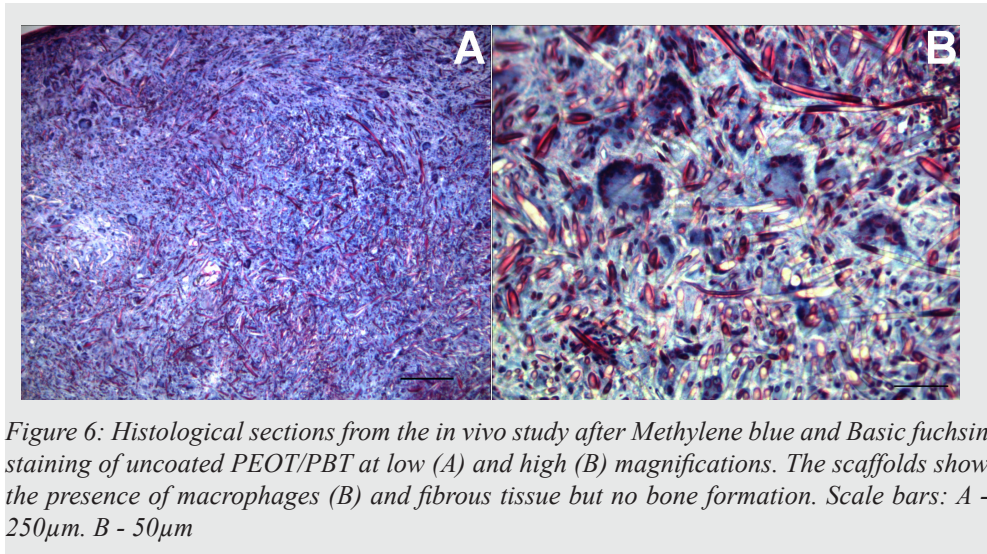 A B
Figure 6: Histological sections from the in vivo study after Methylene blue and Basic fuchsin
staining of uncoated PEOT/PBT at low (A) and high (B) magnifications. The scaffolds show
the presence of macrophages (B) and fibrous tissue but no bone formation. Scale bars: A -
250µm. B - 50µm